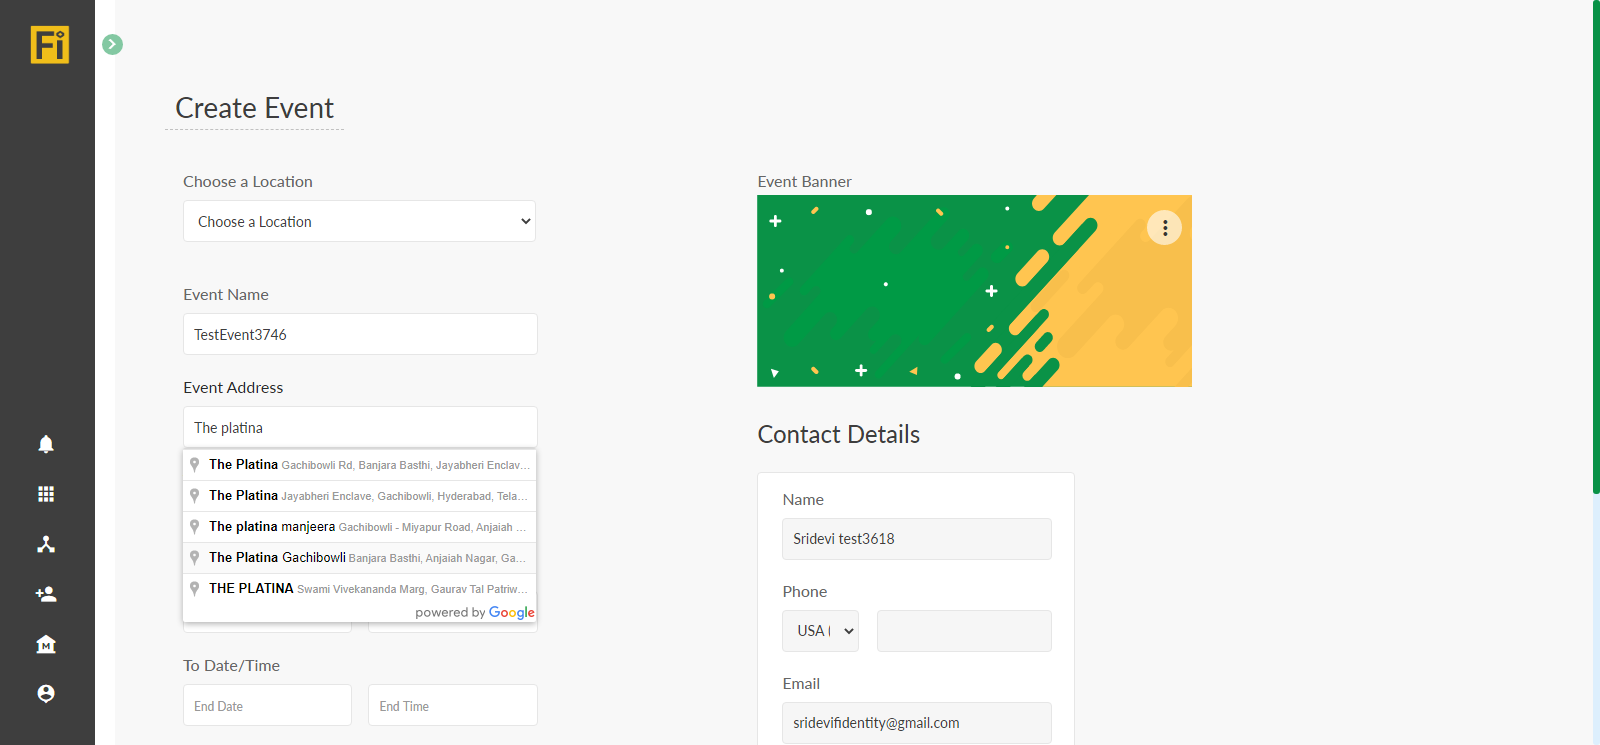 Fi
Create Event
Choose a Location
Choose a Location
Event Name
TestEvent3746
Event Address
The platina
The Platina Gachibowli Rd, Banjara Basthi, Jayabheri Enclav...
The Platina Jayabheri Enclave, Gachibowli, Hyderabad, Tela...
The platina manjeera Gachibowli - Miyapur Road, Anjaiah ...
The Platina Gachibowli Banjara Basthi, Anjaiah Nagar, Ga...
THE PLATINA Swami Vivekananda Marg, Gaurav Tal Patriw...
powered by Google
To Date/Time
End Date
End Time
Event Banner
Contact Details
Name
Sridevi test3618
Phone
USA (
Email
sridevifidentity@gmail.com
M